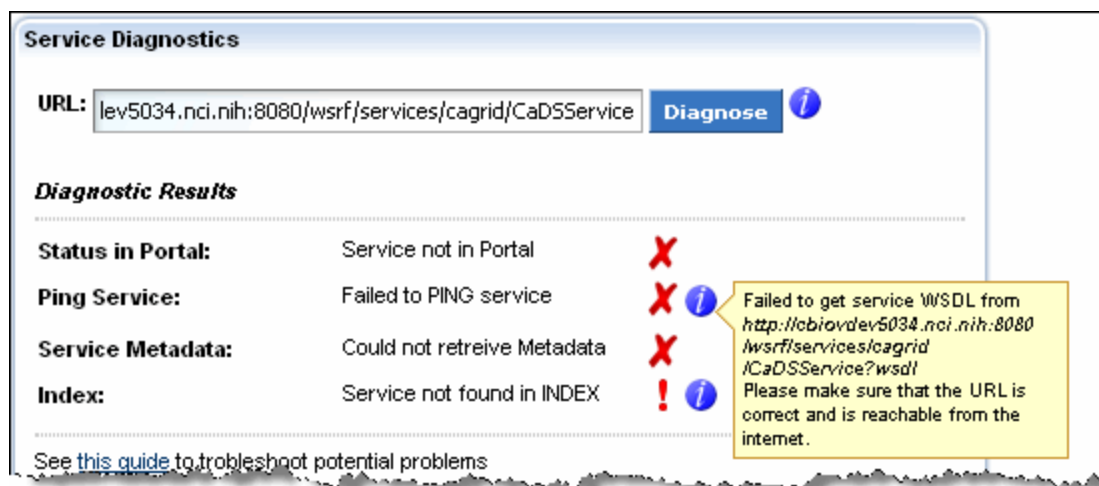 Service Diagnostics
URL: lev5034.nci.nih:8080/wsrf/services/cagrid/CaDSService Diagnose
Diagnostic Results
Status in Portal: Service not in Portal
Ping Service: Failed to PING service
Service Metadata: Could not retreive Metadata
Index: Service not found in INDEX
Failed to get service WSDL from
http://cbiovdev5034.nci.nih:8080
/wsrf/services/cagrid
/CaDSService?wsdl
Please make sure that the URL is
correct and is reachable from the
internet.
See this guide to trobleshoot potential problems